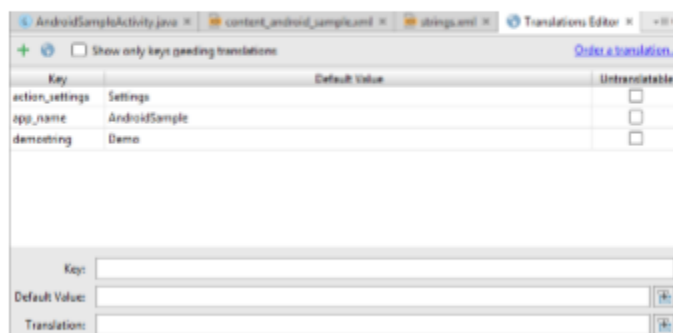 AndroidSampleActivity.java × content_android_sample.xml × strings.xml × Translations Editor ×
Show only keys needing translations Order a translation...
Key Default Value Untranslatable
action_settings Settings
app_name AndroidSample
demostring Demo
Key:
Default Value:
Translation: